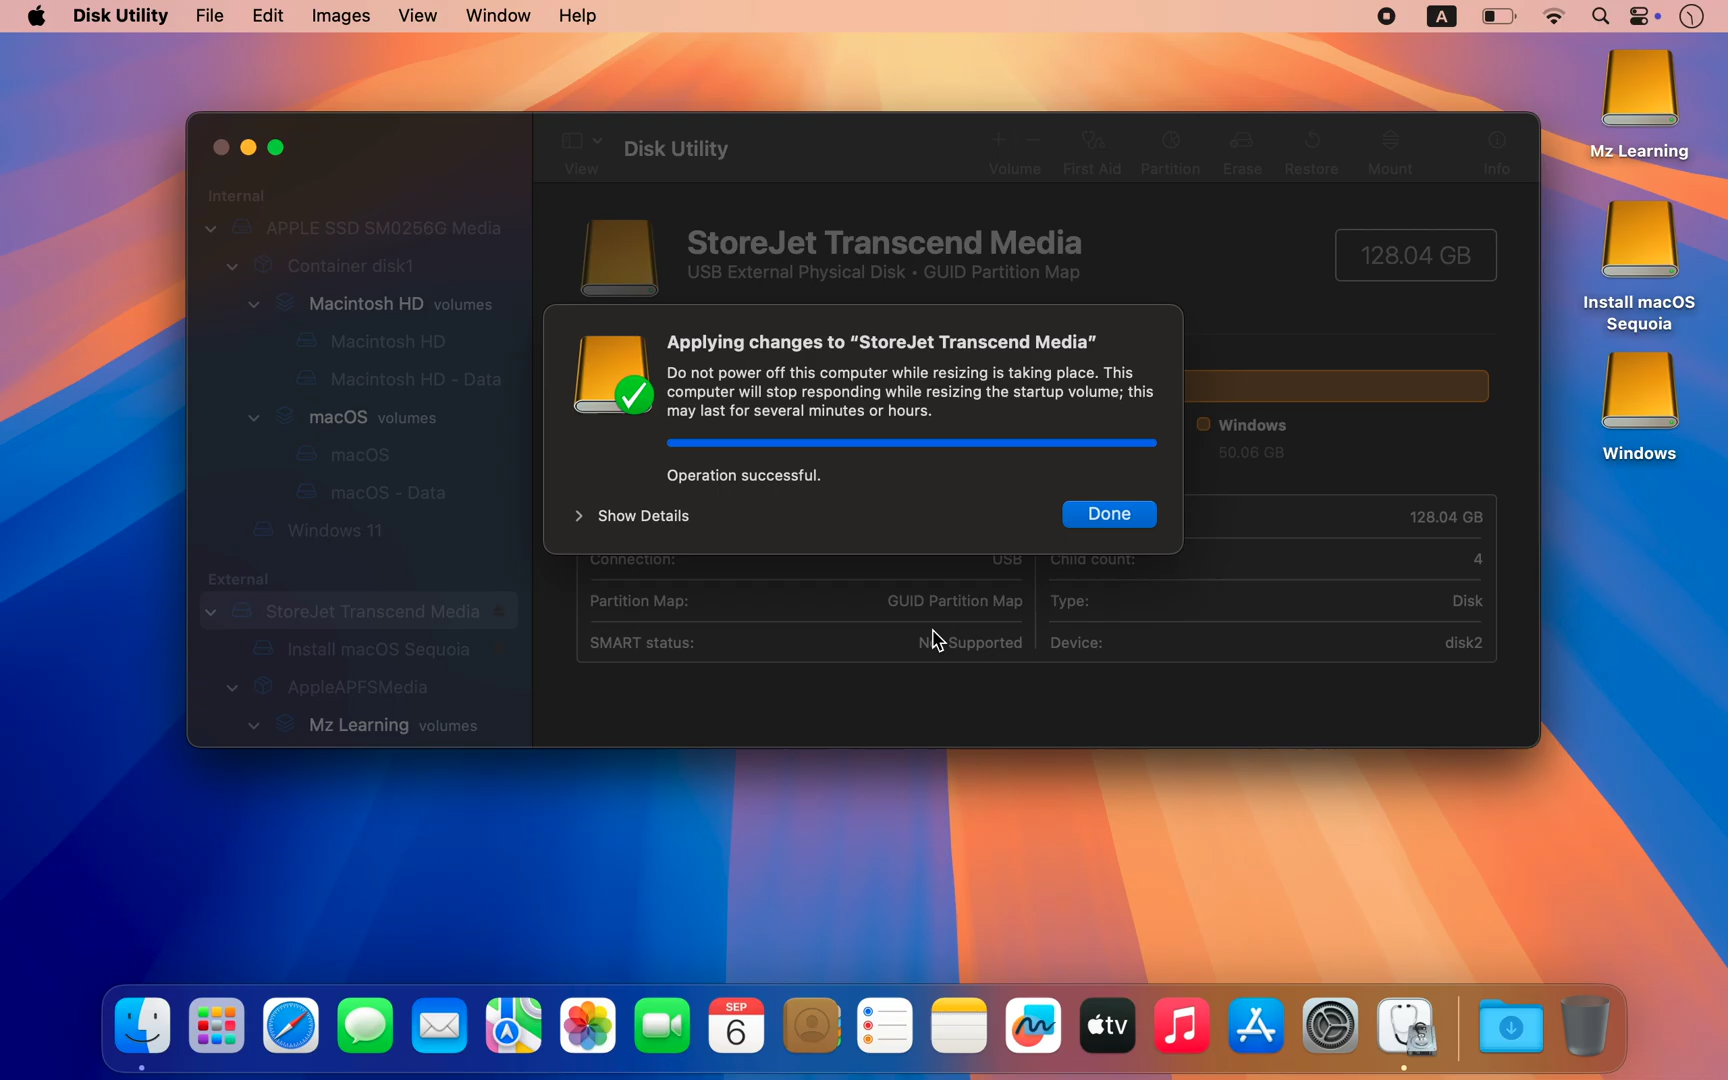 Disk Utility File Edit Images View Window Help A
Mz Learning
Install macOS
Sequoia
Windows
Disk Utility
View
Volume First Aid Partition Erase Restore Mount Info
Internal
APPLE SSD SM0256G Media
Container disk1
Macintosh HD volumes
Macintosh HD
Macintosh HD - Data
macOS volumes
macOS
macOS - Data
Windows 11
External
StoreJet Transcend Media
Install macOS Sequoia
AppleAPFSMedia
Mz Learning volumes
StoreJet Transcend Media
USB External Physical Disk • GUID Partition Map
128.04 GB
Applying changes to “StoreJet Transcend Media”
Do not power off this computer while resizing is taking place. This
computer will stop responding while resizing the startup volume; this
may last for several minutes or hours.
Operation successful.
Show Details
Done
Windows
50.06 GB
128.04 GB
Connection: USB
Child count: 4
Partition Map: GUID Partition Map
Type: Disk
SMART status: Supported
Device: disk2
SEP
6
tv